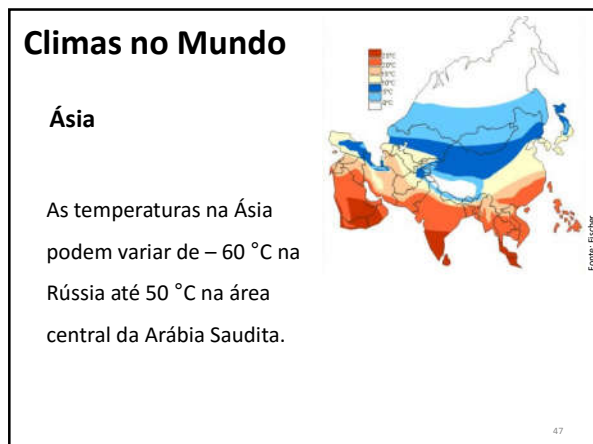 Climas no Mundo
Ásia
As temperaturas na Ásia
podem variar de – 60 °C na
Rússia até 50 °C na área
central da Arábia Saudita.
Fonte: Fischer
47